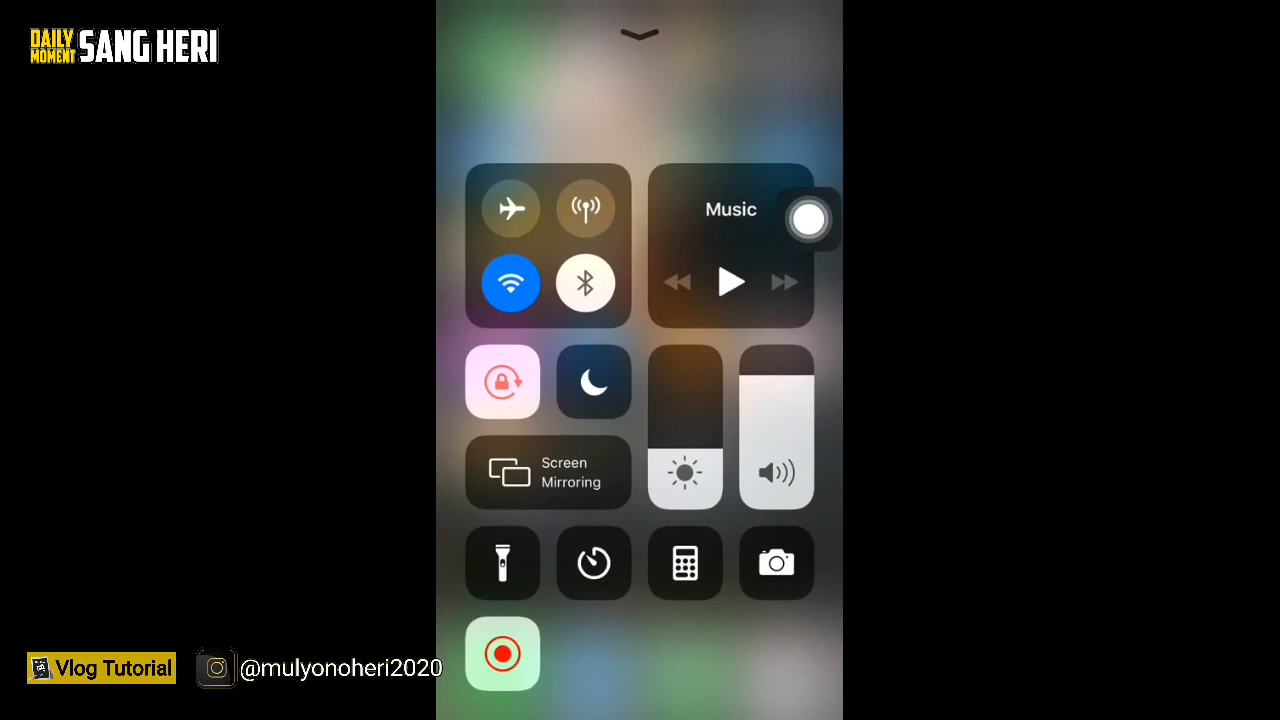 DAILY
MOMENT
SANG HERI
Music
Screen
Mirroring
Vlog Tutorial
@mulyonoheri2020